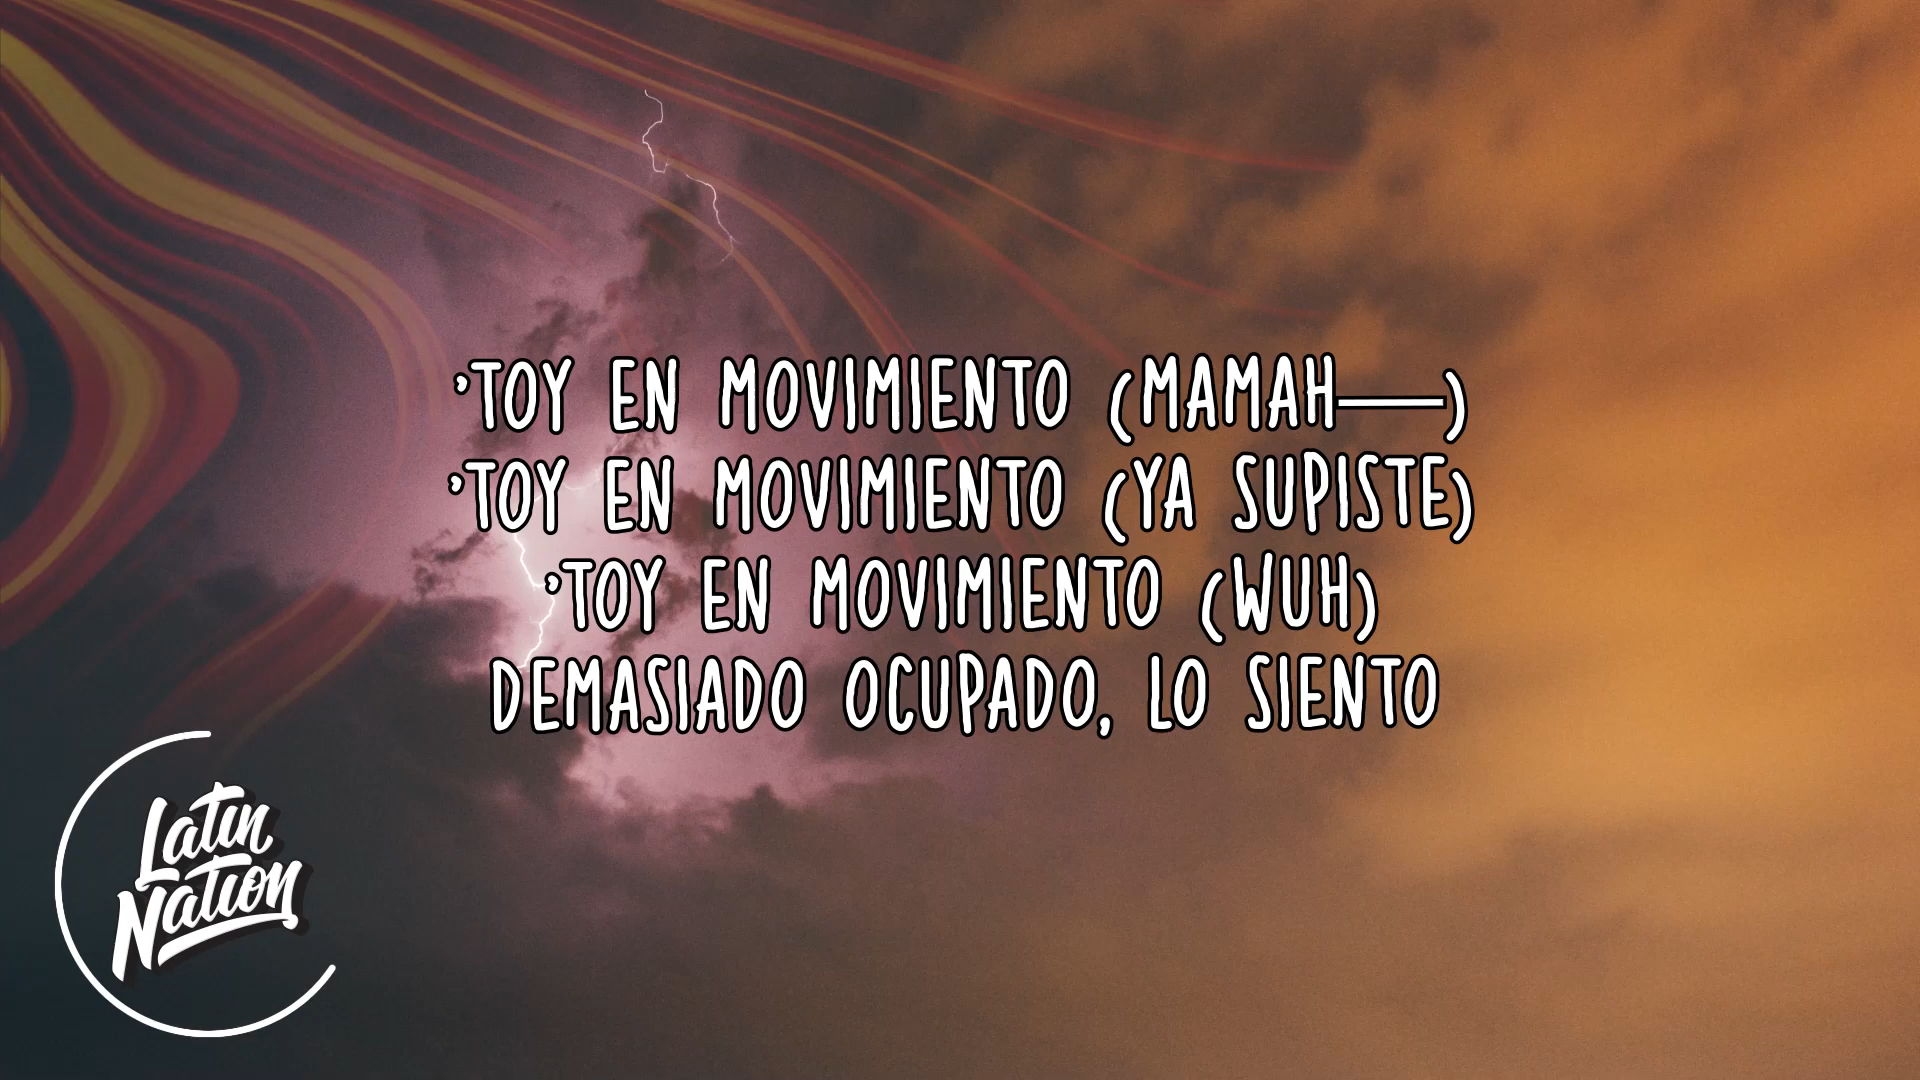 'TOY EN MOVIMIENTO (MAMAH——)
'TOY EN MOVIMIENTO (YA SUPISTE)
'TOY EN MOVIMIENTO (WUH)
DEMASIADO OCUPADO, LO SIENTO
Latin
Nation